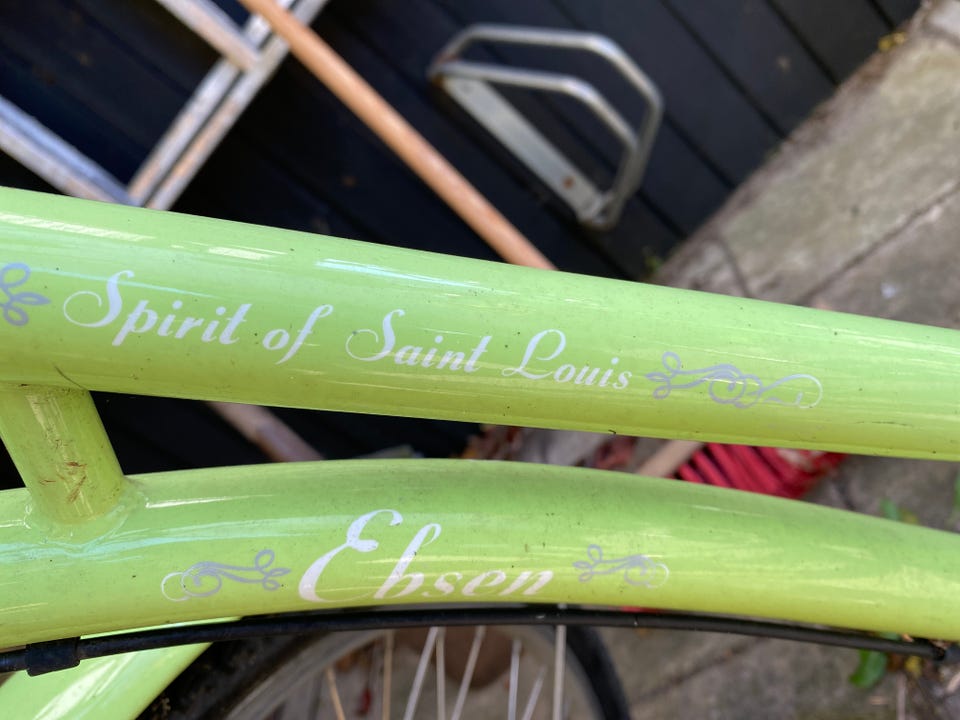 Spirit of Saint Louis
Ebsen